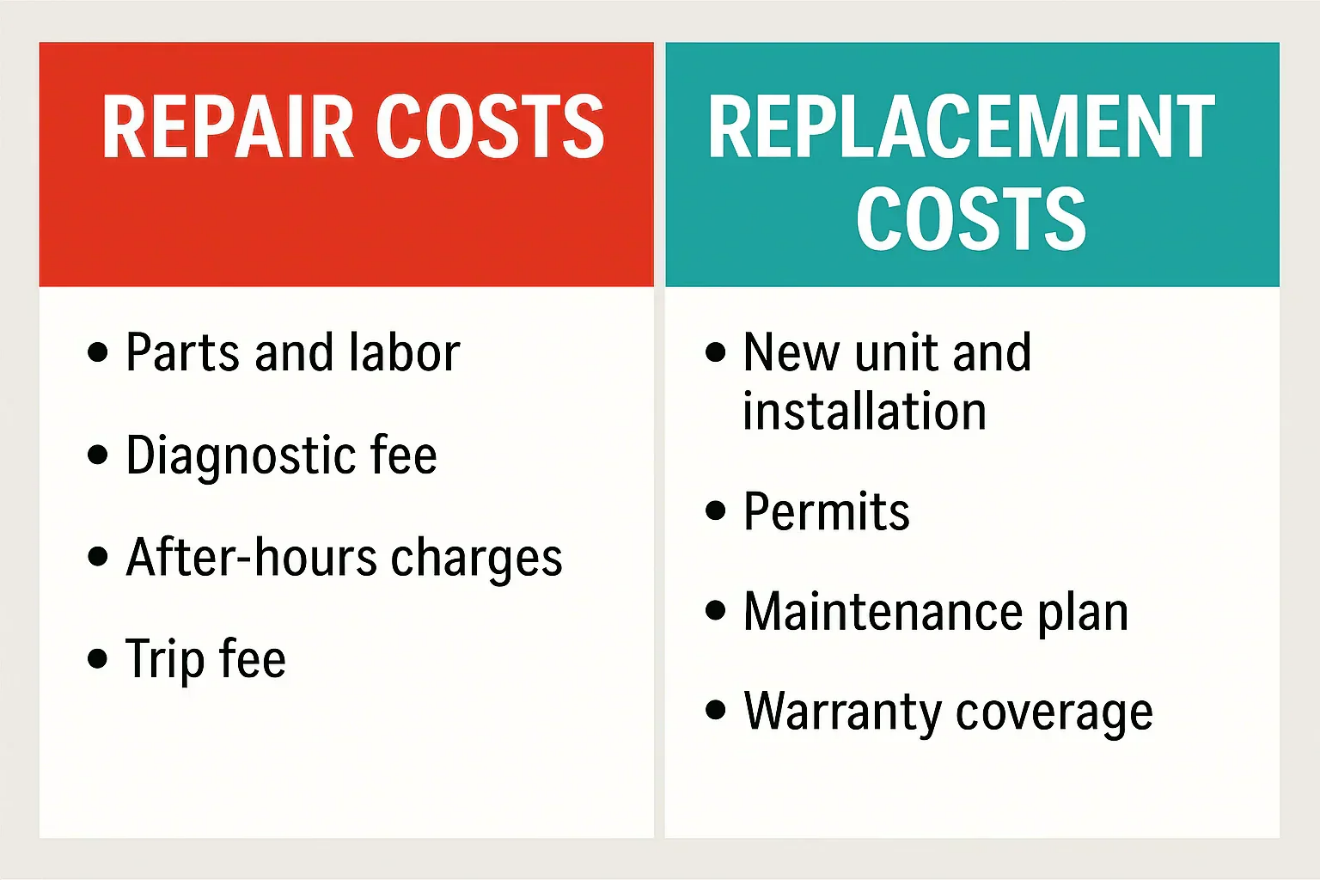 REPAIR COSTS
• Parts and labor
• Diagnostic fee
• After-hours charges
• Trip fee
REPLACEMENT
COSTS
• New unit and
installation
• Permits
• Maintenance plan
• Warranty coverage